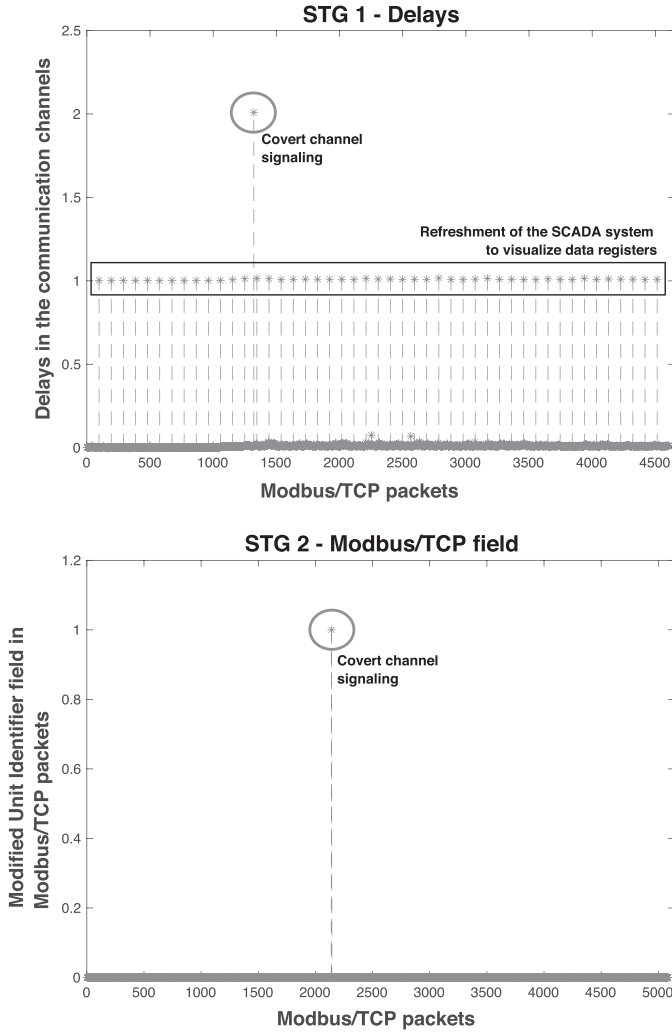 STG 1 - Delays
2.5
2
1.5
1
0.5
0
Delays in the communication channels
Covert channel
signaling
Refreshment of the SCADA system
to visualize data registers
0 500 1000 1500 2000 2500 3000 3500 4000 4500
Modbus/TCP packets
STG 2 - Modbus/TCP field
1.2
1
0.8
0.6
0.4
0.2
0
Modified Unit Identifier field in
Modbus/TCP packets
Covert channel
signaling
0 500 1000 1500 2000 2500 3000 3500 4000 4500 5000
Modbus/TCP packets